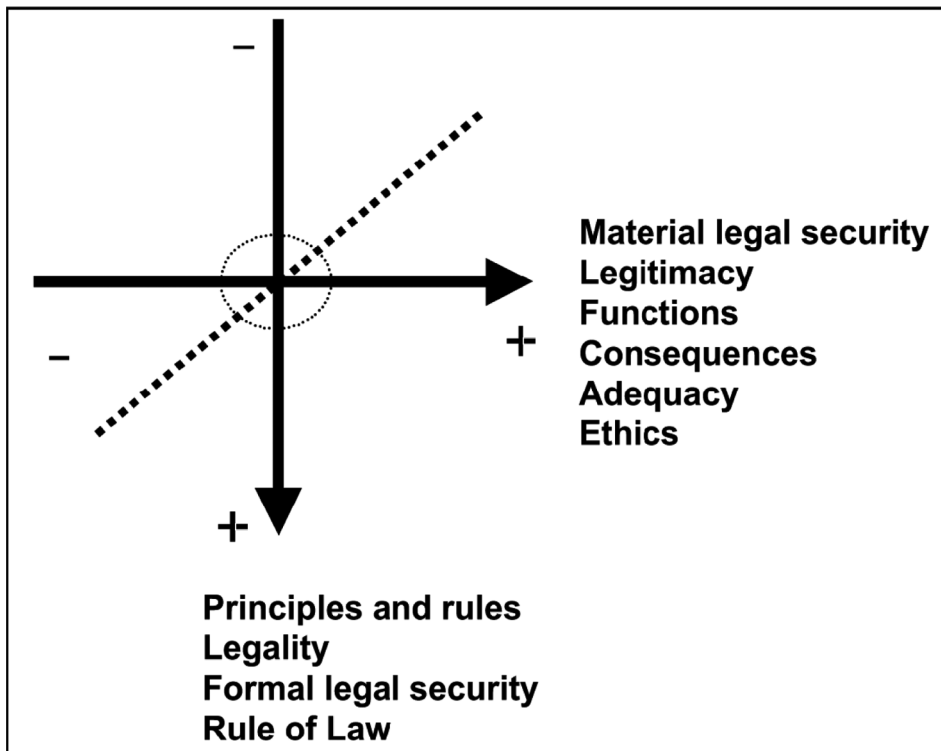 –
Material legal security
Legitimacy
Functions
Consequences
Adequacy
Ethics
–
+
+
Principles and rules
Legality
Formal legal security
Rule of Law